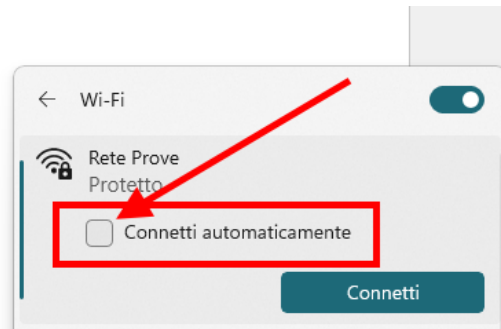 Wi-Fi
Rete Prove
Protetto
Connetti automaticamente
Connetti